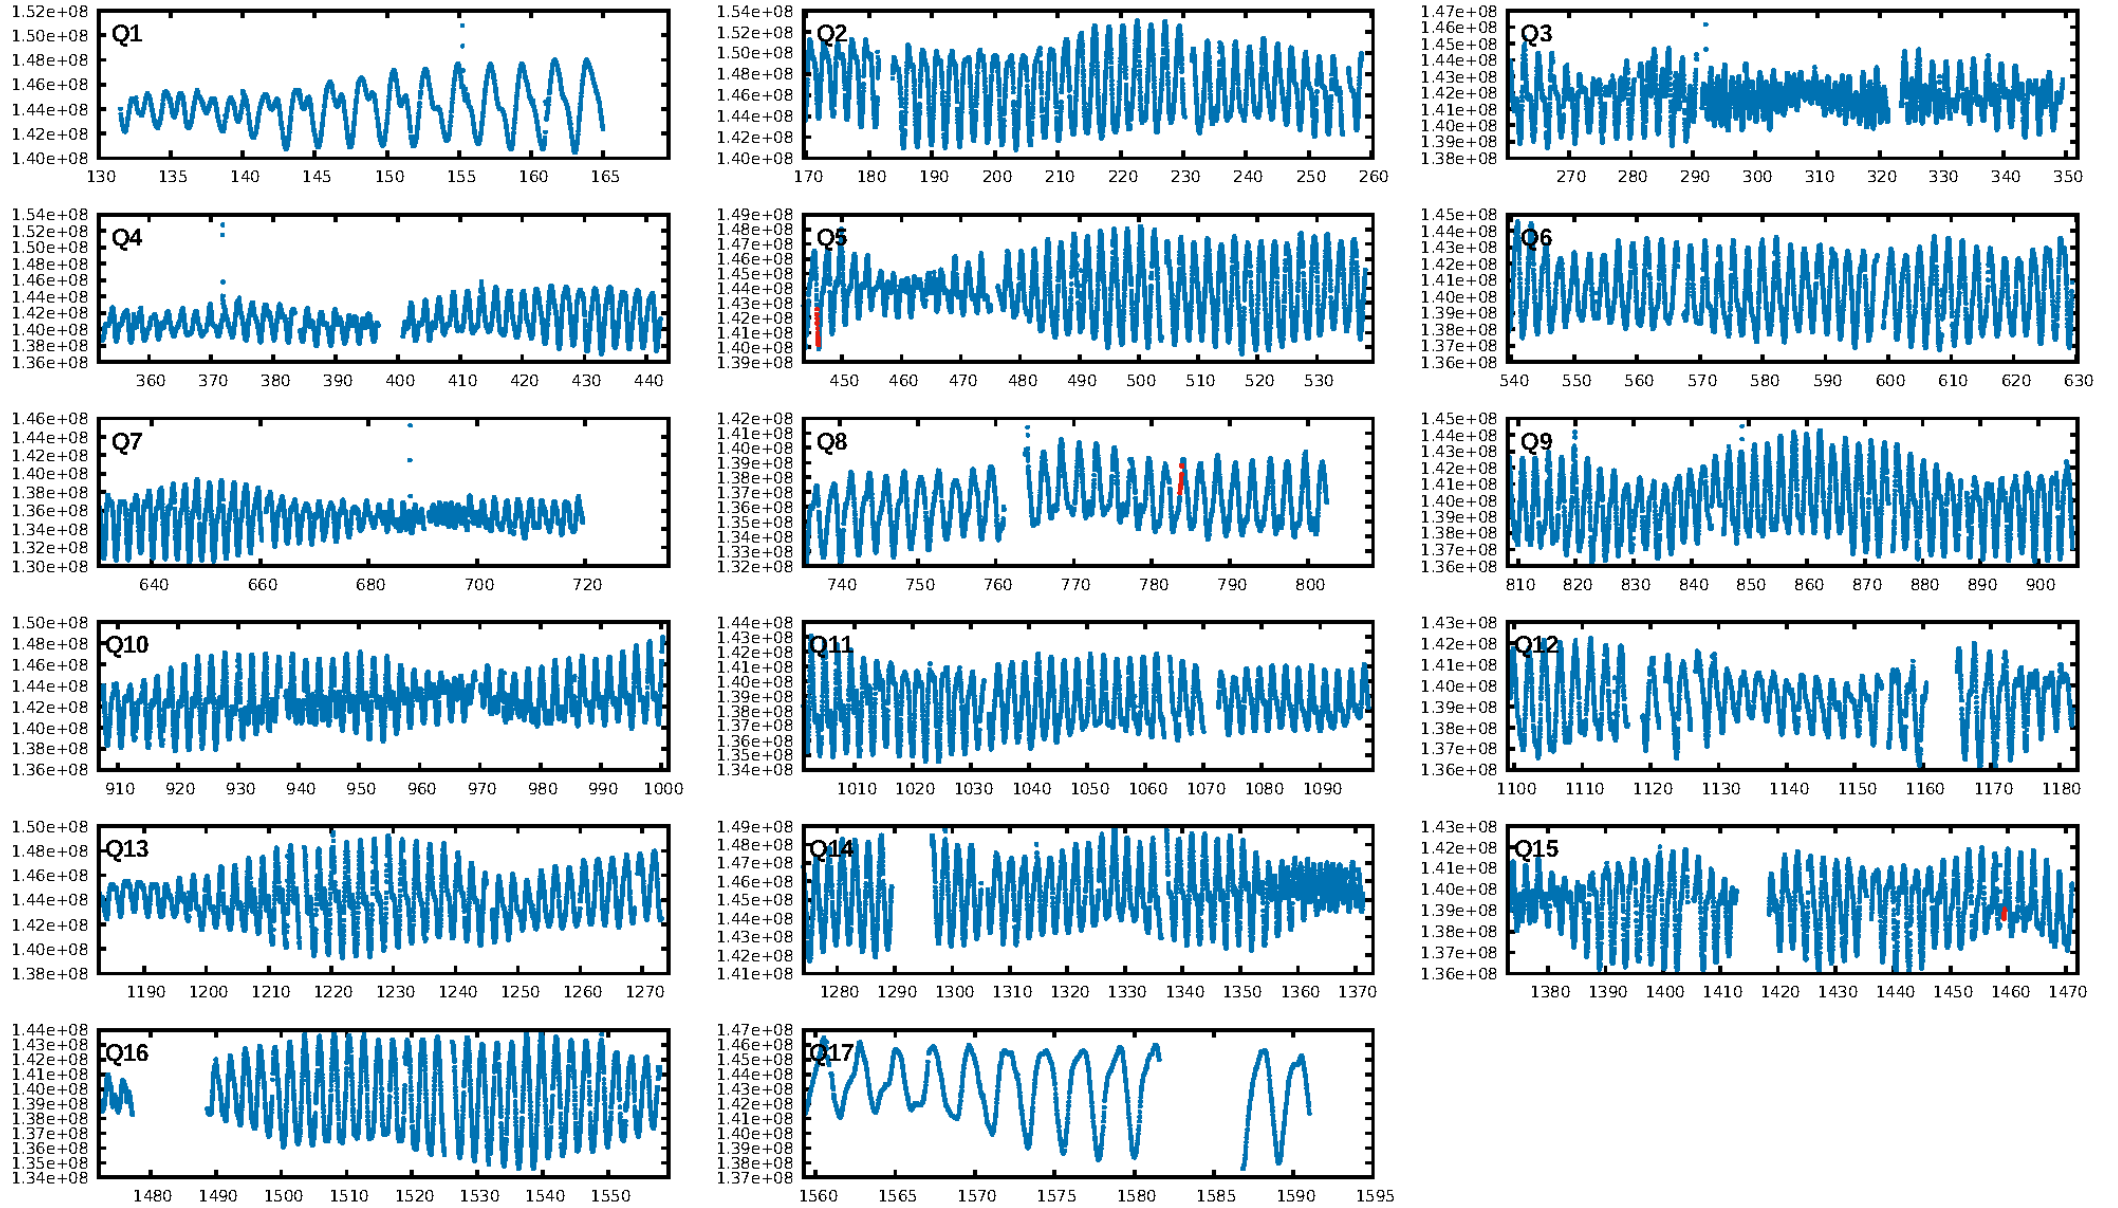 1.52e+08
1.50e+08
1.48e+08
1.46e+08
1.44e+08
1.42e+08
1.40e+08
Q1
130 135 140 145 150 155 160 165
1.54e+08
1.52e+08
1.50e+08
1.48e+08
1.46e+08
1.44e+08
1.42e+08
1.40e+08
Q2
170 180 190 200 210 220 230 240 250 260
1.47e+08
1.46e+08
1.45e+08
1.44e+08
1.43e+08
1.42e+08
1.41e+08
1.40e+08
1.39e+08
1.38e+08
Q3
270 280 290 300 310 320 330 340 350
1.54e+08
1.52e+08
1.50e+08
1.48e+08
1.46e+08
1.44e+08
1.42e+08
1.40e+08
1.38e+08
1.36e+08
Q4
360 370 380 390 400 410 420 430 440
1.49e+08
1.48e+08
1.47e+08
1.46e+08
1.45e+08
1.44e+08
1.43e+08
1.42e+08
1.41e+08
1.40e+08
1.39e+08
Q5
450 460 470 480 490 500 510 520 530
1.45e+08
1.44e+08
1.43e+08
1.42e+08
1.41e+08
1.40e+08
1.39e+08
1.38e+08
1.37e+08
1.36e+08
Q6
540 550 560 570 580 590 600 610 620 630
1.46e+08
1.44e+08
1.42e+08
1.40e+08
1.38e+08
1.36e+08
1.34e+08
1.32e+08
1.30e+08
Q7
640 660 680 700 720
1.42e+08
1.41e+08
1.40e+08
1.39e+08
1.38e+08
1.37e+08
1.36e+08
1.35e+08
1.34e+08
1.33e+08
1.32e+08
Q8
740 750 760 770 780 790 800
1.45e+08
1.44e+08
1.43e+08
1.42e+08
1.41e+08
1.40e+08
1.39e+08
1.38e+08
1.37e+08
1.36e+08
Q9
810 820 830 840 850 860 870 880 890 900
1.50e+08
1.48e+08
1.46e+08
1.44e+08
1.42e+08
1.40e+08
1.38e+08
1.36e+08
Q10
910 920 930 940 950 960 970 980 990 1000
1.44e+08
1.43e+08
1.42e+08
1.41e+08
1.40e+08
1.39e+08
1.38e+08
1.37e+08
1.36e+08
1.35e+08
1.34e+08
Q11
1010 1020 1030 1040 1050 1060 1070 1080 1090
1.43e+08
1.42e+08
1.41e+08
1.40e+08
1.39e+08
1.38e+08
1.37e+08
1.36e+08
Q12
1100 1110 1120 1130 1140 1150 1160 1170 1180
1.50e+08
1.48e+08
1.46e+08
1.44e+08
1.42e+08
1.40e+08
1.38e+08
Q13
1190 1200 1210 1220 1230 1240 1250 1260 1270
1.49e+08
1.48e+08
1.47e+08
1.46e+08
1.45e+08
1.44e+08
1.43e+08
1.42e+08
1.41e+08
Q14
1280 1290 1300 1310 1320 1330 1340 1350 1360 1370
1.43e+08
1.42e+08
1.41e+08
1.40e+08
1.39e+08
1.38e+08
1.37e+08
1.36e+08
Q15
1380 1390 1400 1410 1420 1430 1440 1450 1460 1470
1.44e+08
1.43e+08
1.42e+08
1.41e+08
1.40e+08
1.39e+08
1.38e+08
1.37e+08
1.36e+08
1.35e+08
1.34e+08
Q16
1480 1490 1500 1510 1520 1530 1540 1550
1.47e+08
1.46e+08
1.45e+08
1.44e+08
1.43e+08
1.42e+08
1.41e+08
1.40e+08
1.39e+08
1.38e+08
1.37e+08
Q17
1560 1565 1570 1575 1580 1585 1590 1595